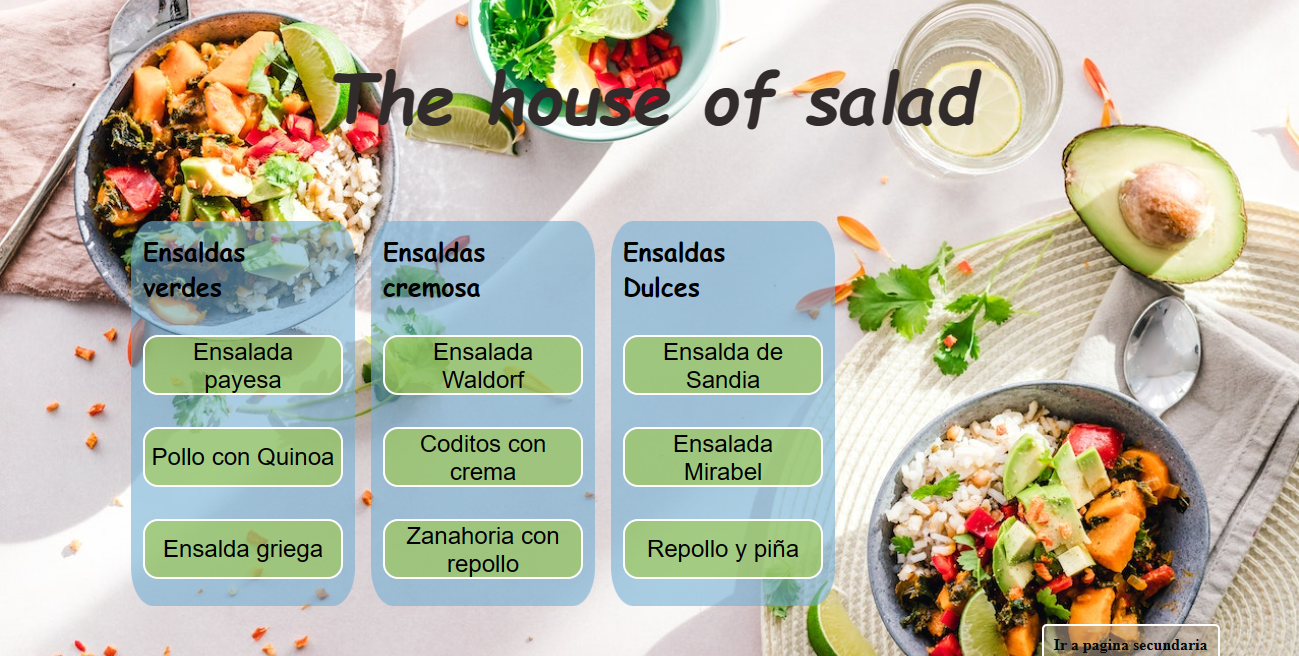 The house of salad
Ensaldas
verdes
Ensalada
payesa
Pollo con Quinoa
Ensalda griega
Ensaldas
cremosa
Ensalada
Waldorf
Coditos con
crema
Zanahoria con
repollo
Ensaldas
Dulces
Ensalda de
Sandia
Ensalada
Mirabel
Repollo y piña
Ir a pagina secundaria